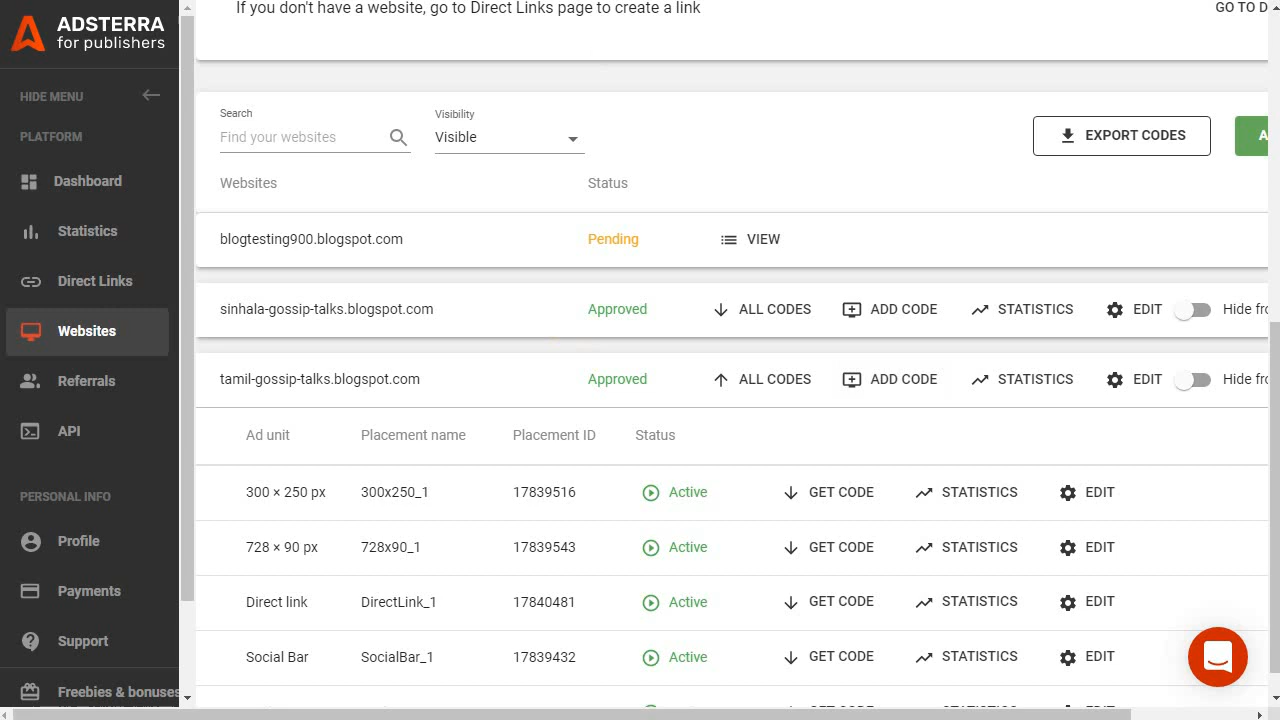 If you don't have a website, go to Direct Links page to create a link
GO TO D
ADSTERRA
for publishers
HIDE MENU
PLATFORM
Dashboard
Statistics
Direct Links
Websites
Referrals
API
PERSONAL INFO
Profile
Payments
Support
Freebies & bonuses
Search
Find your websites
Visibility
Visible
EXPORT CODES
A
Websites Status
blogtesting900.blogspot.com Pending VIEW
sinhala-gossip-talks.blogspot.com Approved ALL CODES ADD CODE STATISTICS EDIT Hide fro
tamil-gossip-talks.blogspot.com Approved ALL CODES ADD CODE STATISTICS EDIT Hide fro
Ad unit Placement name Placement ID Status
300 × 250 px 300x250_1 17839516 Active GET CODE STATISTICS EDIT
728 × 90 px 728x90_1 17839543 Active GET CODE STATISTICS EDIT
Direct link DirectLink_1 17840481 Active GET CODE STATISTICS EDIT
Social Bar SocialBar_1 17839432 Active GET CODE STATISTICS EDIT